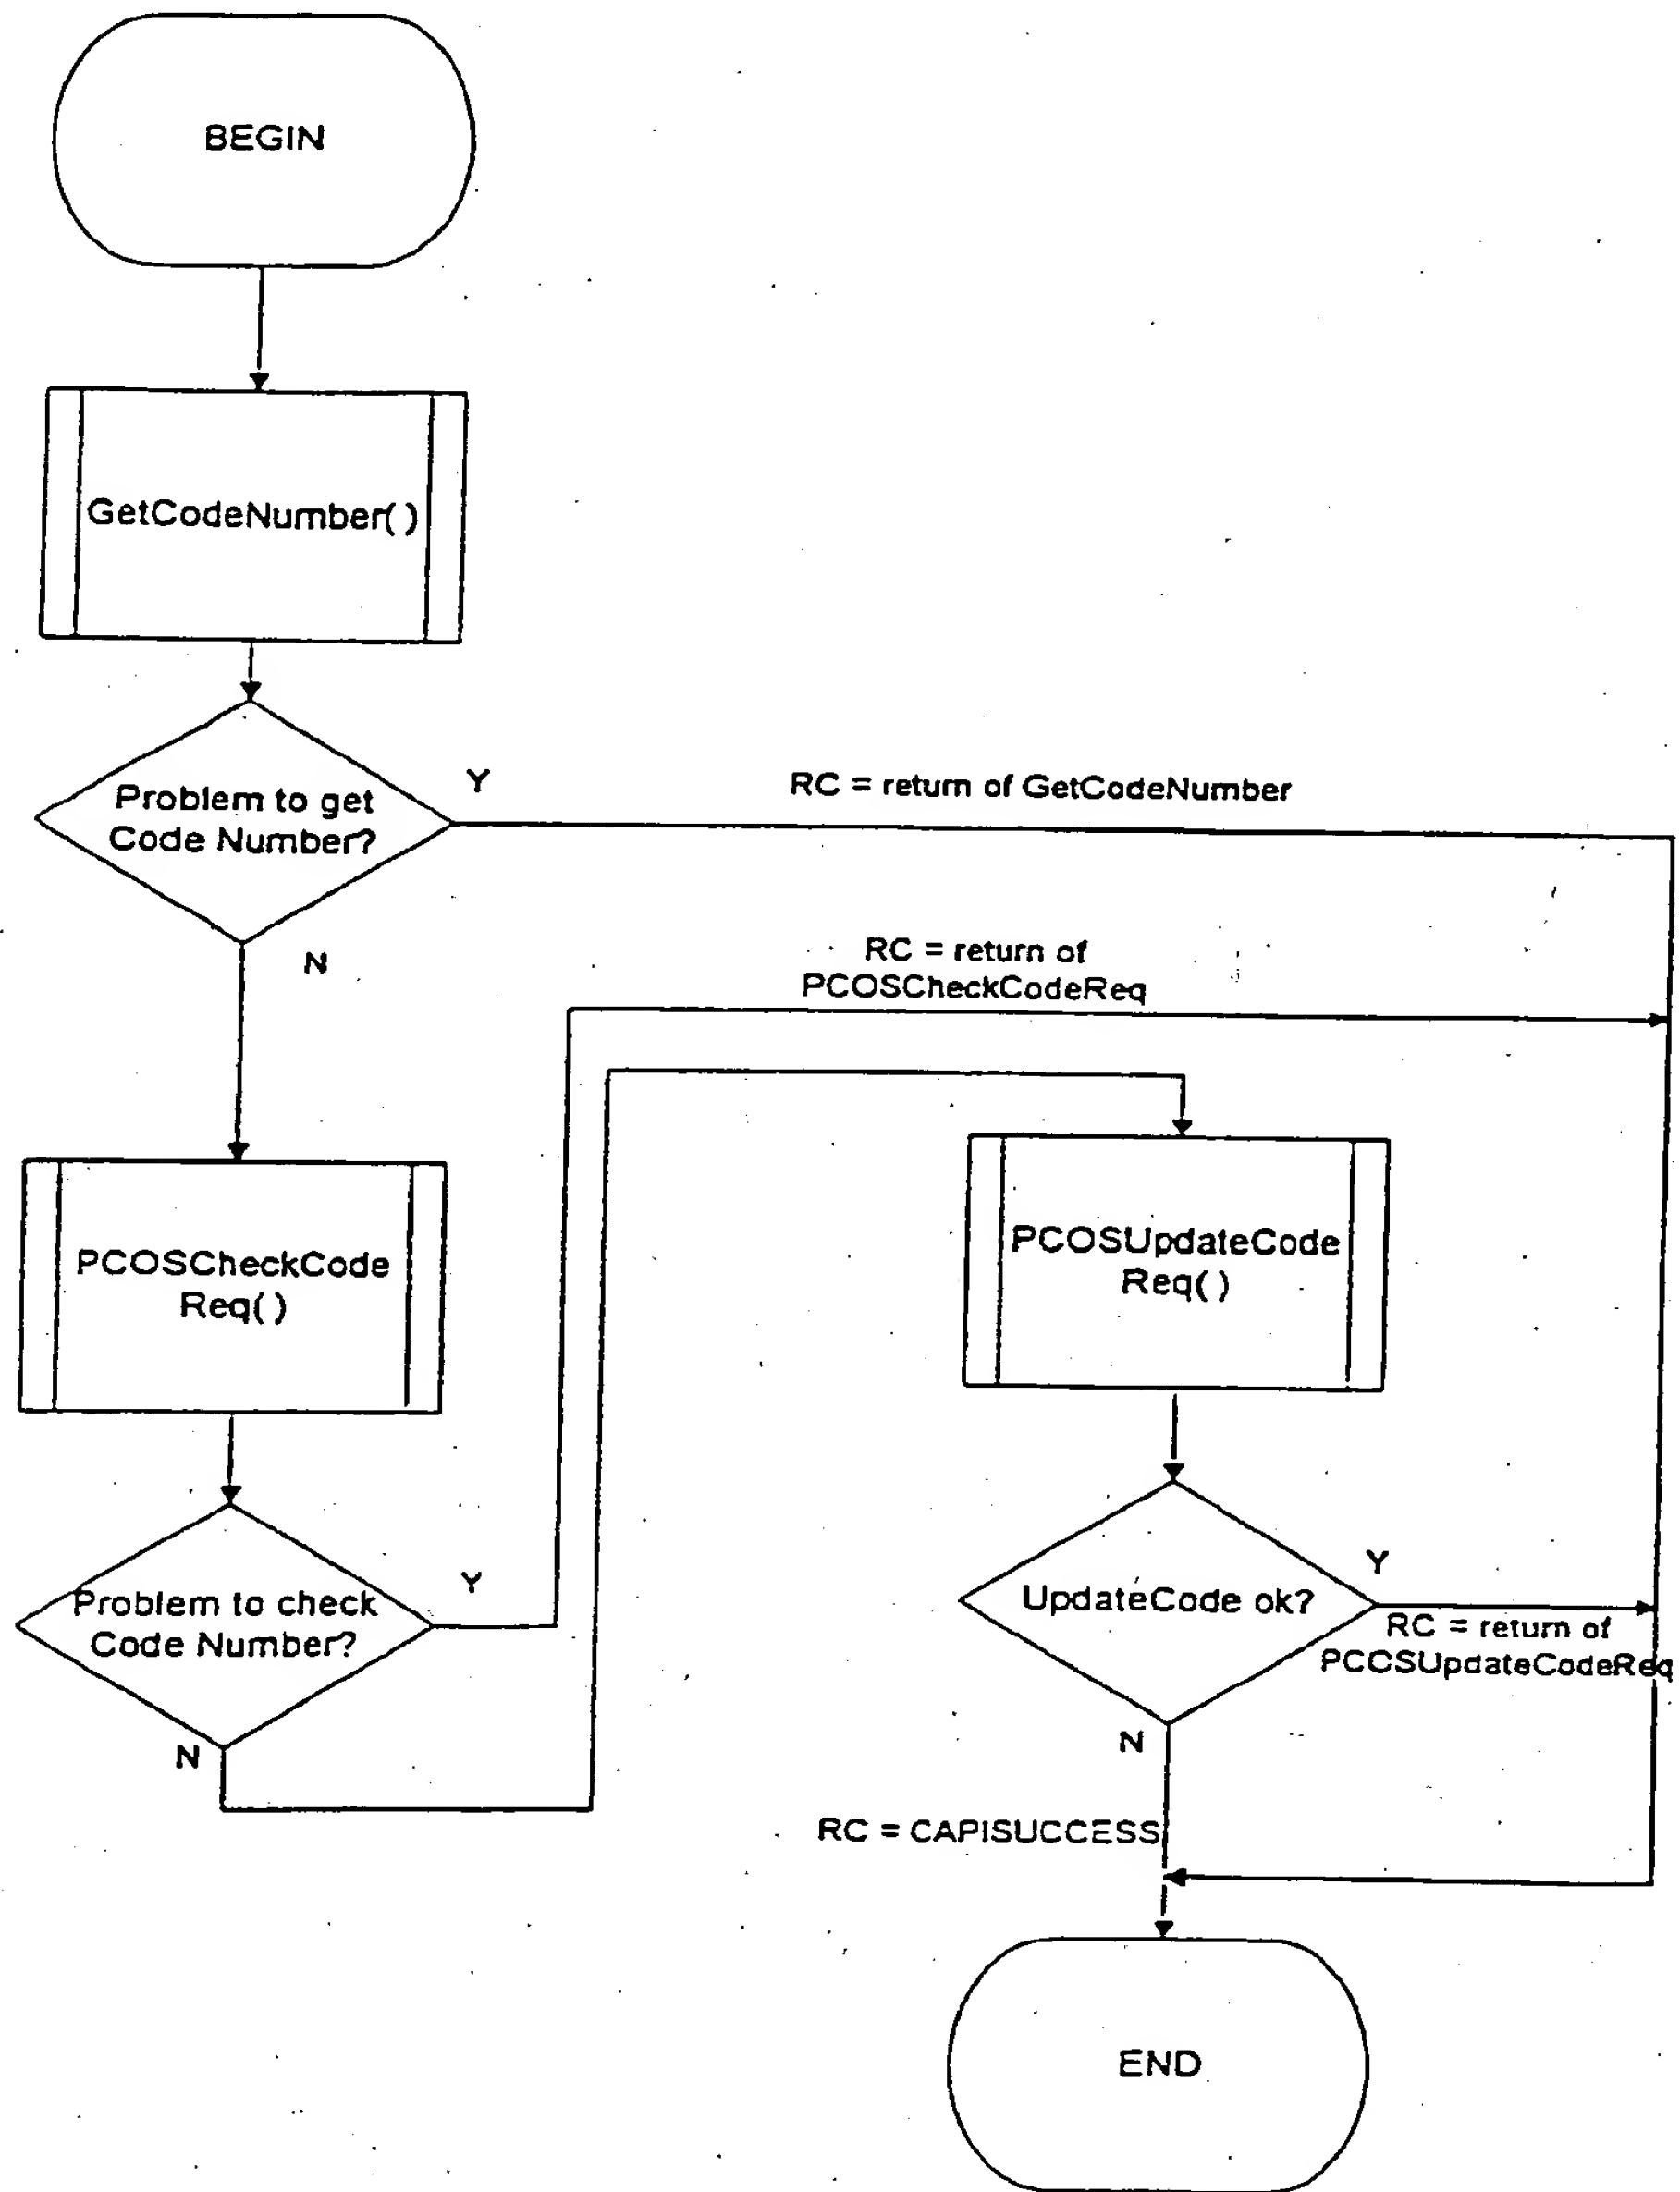 BEGIN
GetCodeNumber()
Problem to get
Code Number?
Y
RC = return of GetCodeNumber
N
RC = return of
PCOSCheckCodeReq
PCOSCheckCode
Req()
PCOSUpdateCode
Req()
Problem to check
Code Number?
Y
N
UpdateCode ok?
Y
RC = return of
PCOSUpdateCodeReq
N
RC = CAPISUCCESS
END